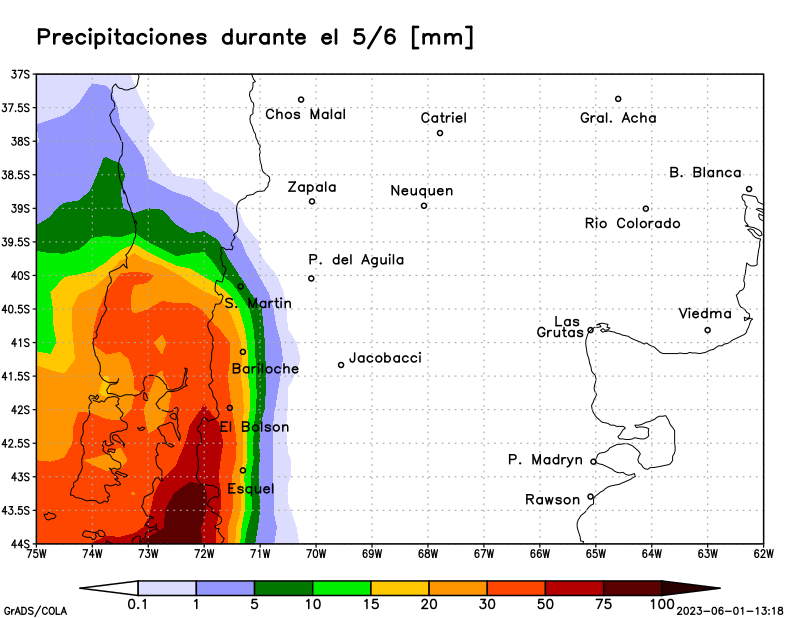 Precipitaciones durante el 5/6 [mm]
37S
37.5S
38S
38.5S
39S
39.5S
40S
40.5S
41S
41.5S
42S
42.5S
43S
43.5S
44S
Chos Malal
Catriel
Gral. Acha
B. Blanca
Zapala
Neuquen
Rio Colorado
P. del Aguila
S. Martin
Viedma
Las
Grutas
Jacobacci
Bariloche
El Bolson
P. Madryn
Esquel
Rawson
75W 74W 73W 72W 71W 70W 69W 68W 67W 66W 65W 64W 63W 62W
0.1 1 5 10 15 20 30 50 75 100
GrADS/COLA
2023-06-01-13:18